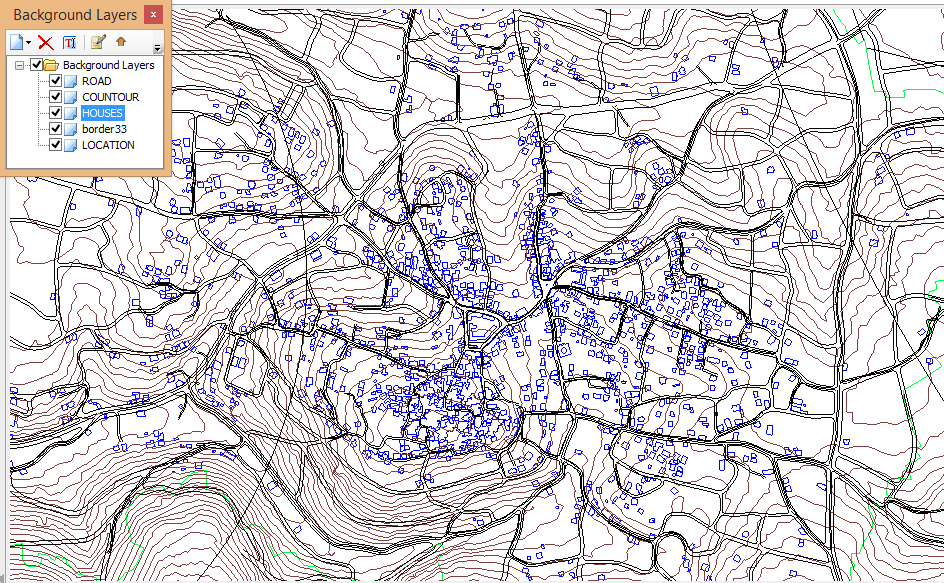 Background Layers
Background Layers
ROAD
COUNTOUR
HOUSES
border33
LOCATION